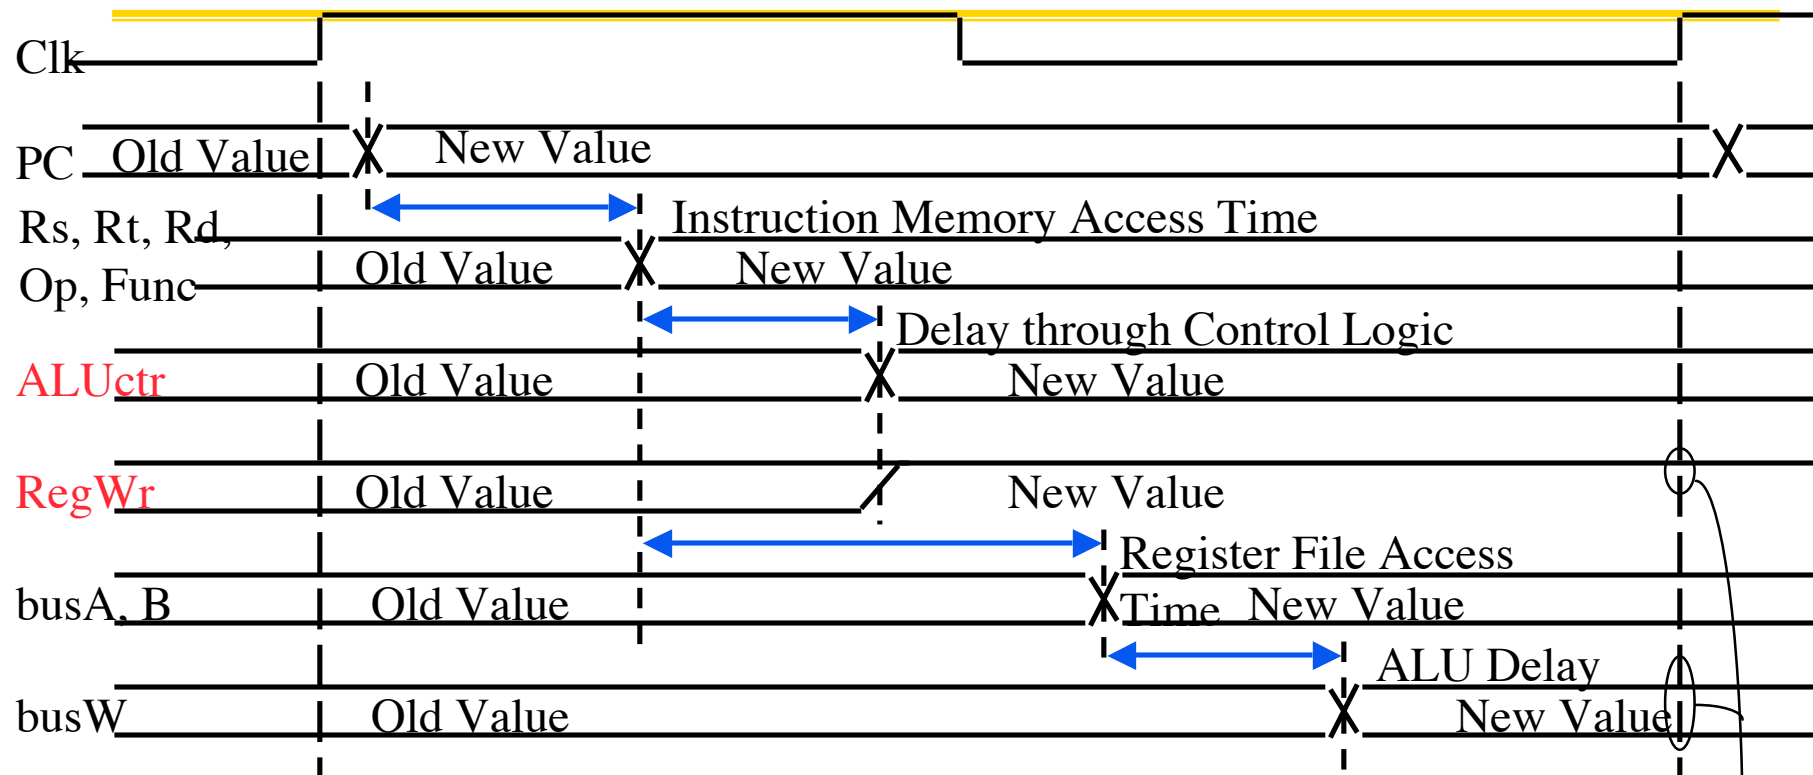 Clk
PC Old Value New Value
Rs, Rt, Rd, Instruction Memory Access Time
Op, Func Old Value New Value
Delay through Control Logic
ALUctr Old Value New Value
RegWr Old Value New Value
Register File Access
busA, B Old Value Time New Value
ALU Delay
busW Old Value New Value